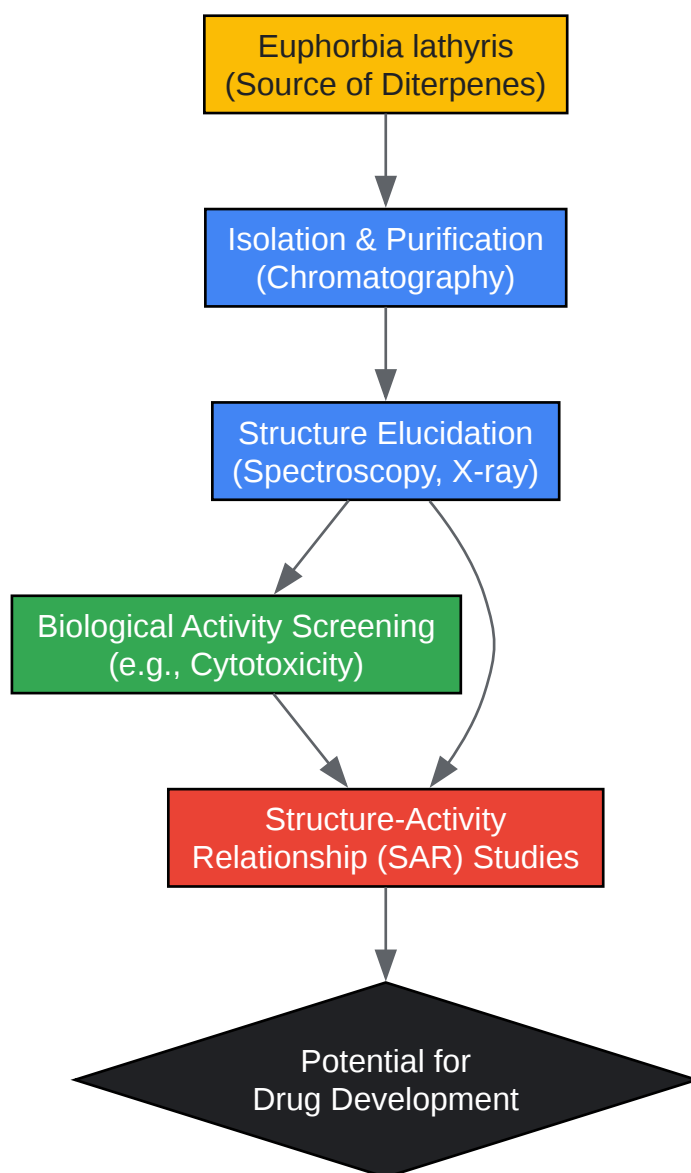 Euphorbia lathyris
(Source of Diterpenes)
Isolation & Purification
(Chromatography)
Structure Elucidation
(Spectroscopy, X-ray)
Biological Activity Screening
(e.g., Cytotoxicity)
Structure-Activity
Relationship (SAR) Studies
Potential for
Drug Development